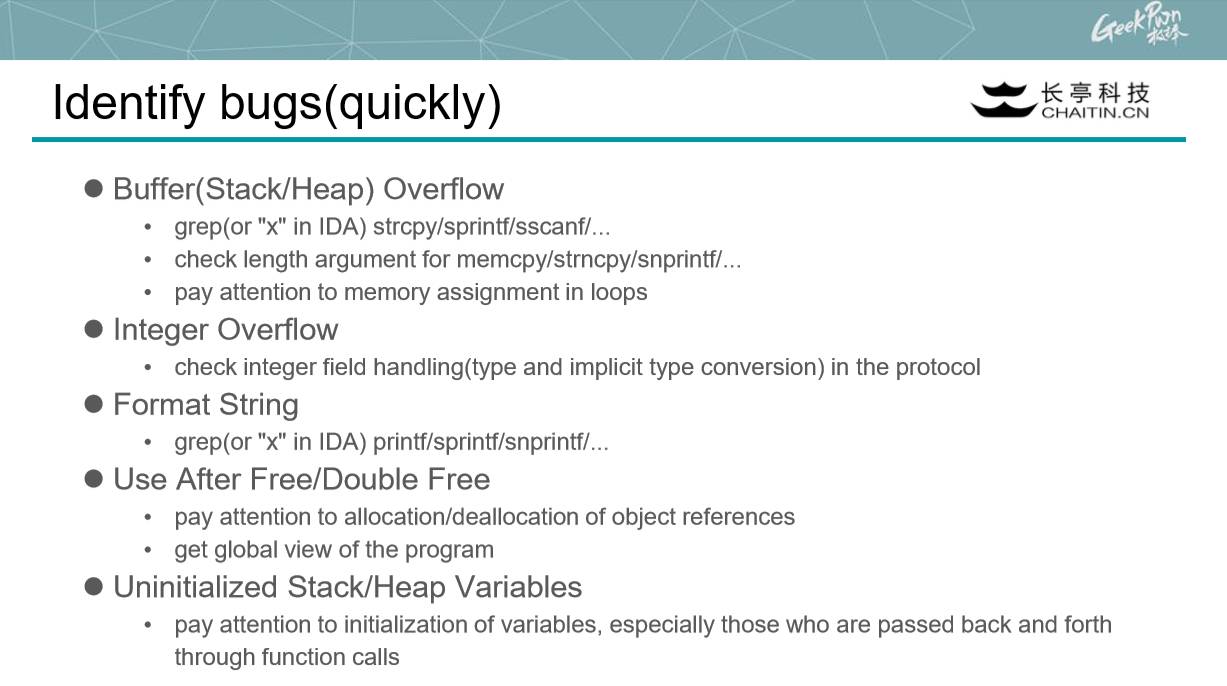 GeekPwn
极棒
Identify bugs(quickly)
长亭科技
CHAITIN.CN
● Buffer(Stack/Heap) Overflow
• grep(or "x" in IDA) strcpy/sprintf/sscanf/...
• check length argument for memcpy/strncpy/snprintf/...
• pay attention to memory assignment in loops
● Integer Overflow
• check integer field handling(type and implicit type conversion) in the protocol
● Format String
• grep(or "x" in IDA) printf/sprintf/snprintf/...
● Use After Free/Double Free
• pay attention to allocation/deallocation of object references
• get global view of the program
● Uninitialized Stack/Heap Variables
• pay attention to initialization of variables, especially those who are passed back and forth
through function calls